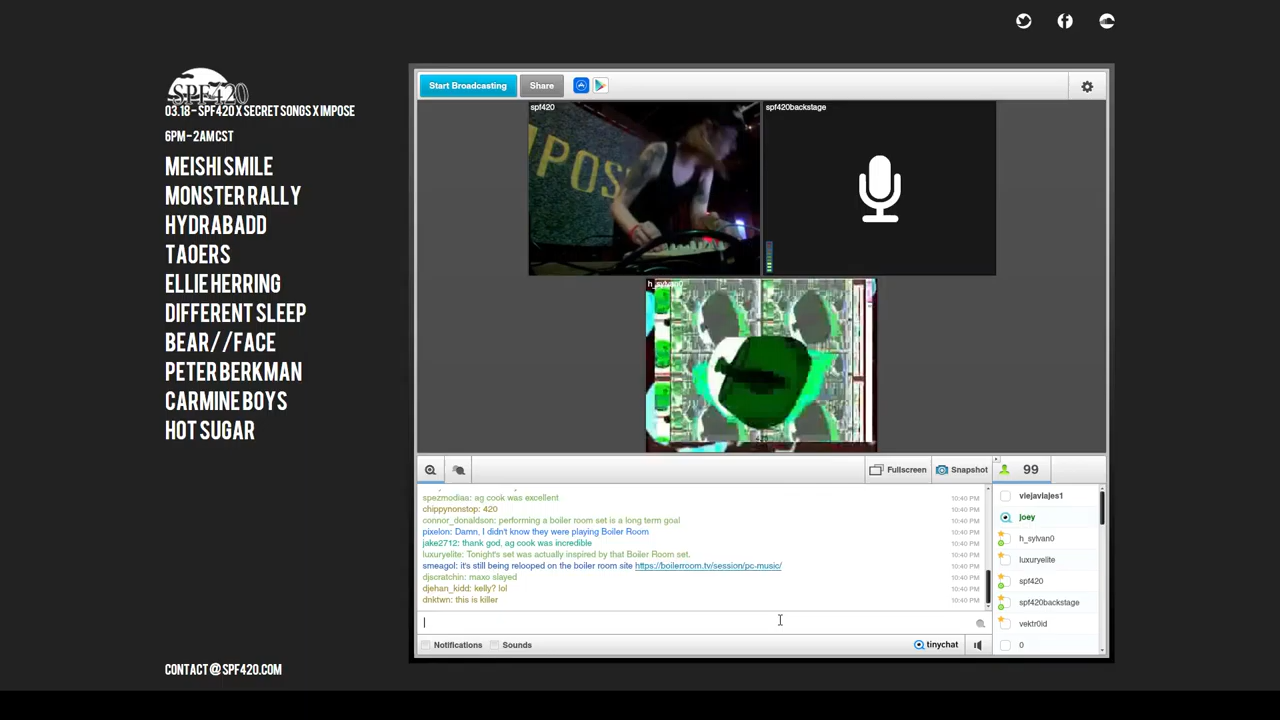 SPF420
03.18 - SPF420 X SECRET SONGS X IMPOSE
6PM - 2AM CST
MEISHI SMILE
MONSTER RALLY
HYDRABADD
TAOERS
ELLIE HERRING
DIFFERENT SLEEP
BEAR//FACE
PETER BERKMAN
CARMINE BOYS
HOT SUGAR
CONTACT@SPF420.COM
Start Broadcasting
Share
spf420
spf420backstage
MPOS
Fullscreen
Snapshot
99
spezmodiaa: ag cook was excellent 10:40 PM
chippynonstop: 420 10:40 PM
connor_donaldson: performing a boiler room set is a long term goal 10:40 PM
pixelon: Damn, I didn't know they were playing Boiler Room 10:40 PM
jake2712: thank god, ag cook was incredible 10:40 PM
luxuryelite: Tonight's set was actually inspired by that Boiler Room set. 10:40 PM
smeagol: it's still being relooped on the boiler room site https://boilerroom.tv/session/pc-music/ 10:40 PM
djscratchin: maxo slayed 10:40 PM
djehan_kidd: kelly? lol 10:40 PM
dnktwn: this is killer 10:40 PM
viejaviajes1
joey
h_sylvan0
luxuryelite
spf420
spf420backstage
vektr0id
0
Notifications
Sounds
tinychat